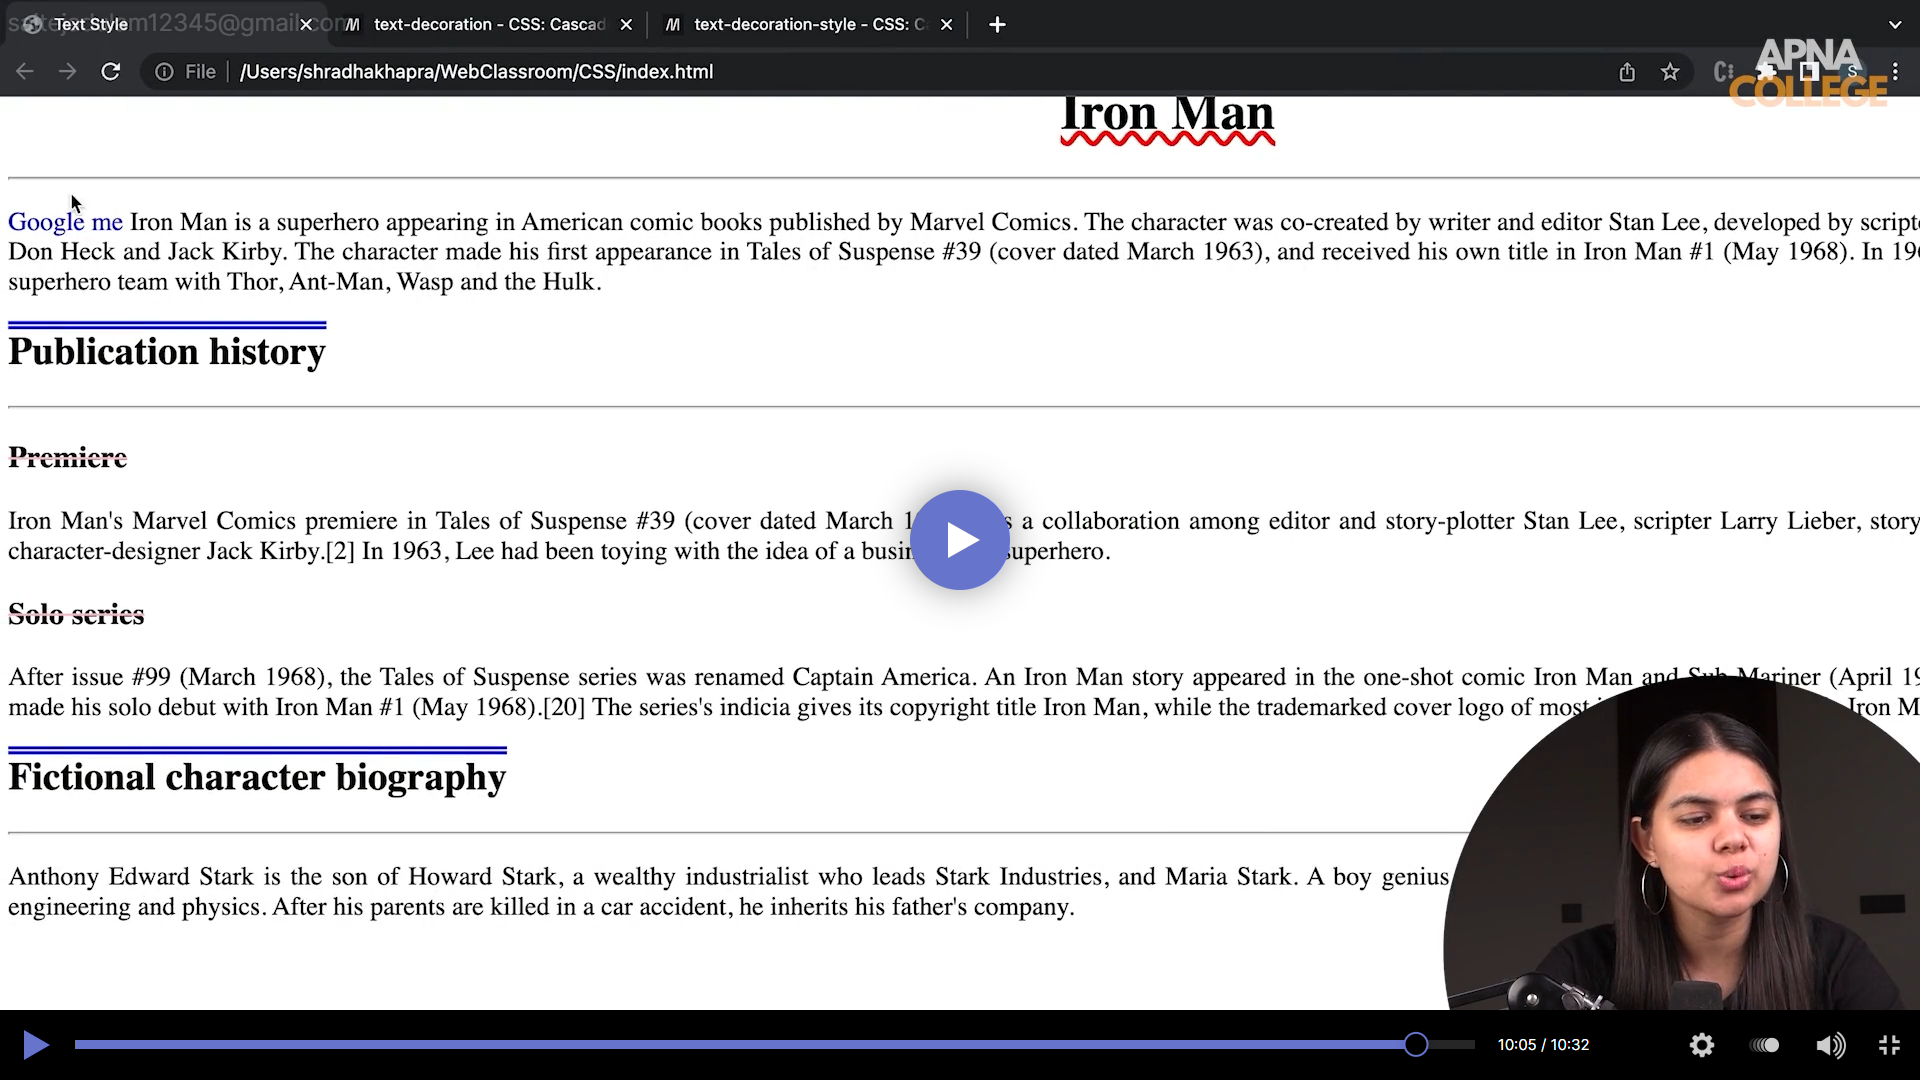 Text Style
text-decoration - CSS: Cascad
text-decoration-style - CSS: C
File
/Users/shradhakhapra/WebClassroom/CSS/index.html
S
APNA
COLLEGE
Iron Man
Google me Iron Man is a superhero appearing in American comic books published by Marvel Comics. The character was co-created by writer and editor Stan Lee, developed by scripte
Don Heck and Jack Kirby. The character made his first appearance in Tales of Suspense #39 (cover dated March 1963), and received his own title in Iron Man #1 (May 1968). In 196
superhero team with Thor, Ant-Man, Wasp and the Hulk.
Publication history
Premiere
Iron Man's Marvel Comics premiere in Tales of Suspense #39 (cover dated March 1 s a collaboration among editor and story-plotter Stan Lee, scripter Larry Lieber, story
character-designer Jack Kirby.[2] In 1963, Lee had been toying with the idea of a busin superhero.
Solo series
After issue #99 (March 1968), the Tales of Suspense series was renamed Captain America. An Iron Man story appeared in the one-shot comic Iron Man and Sub-Mariner (April 19
made his solo debut with Iron Man #1 (May 1968).[20] The series's indicia gives its copyright title Iron Man, while the trademarked cover logo of most Iron M
Fictional character biography
Anthony Edward Stark is the son of Howard Stark, a wealthy industrialist who leads Stark Industries, and Maria Stark. A boy genius
engineering and physics. After his parents are killed in a car accident, he inherits his father's company.
10:05 / 10:32